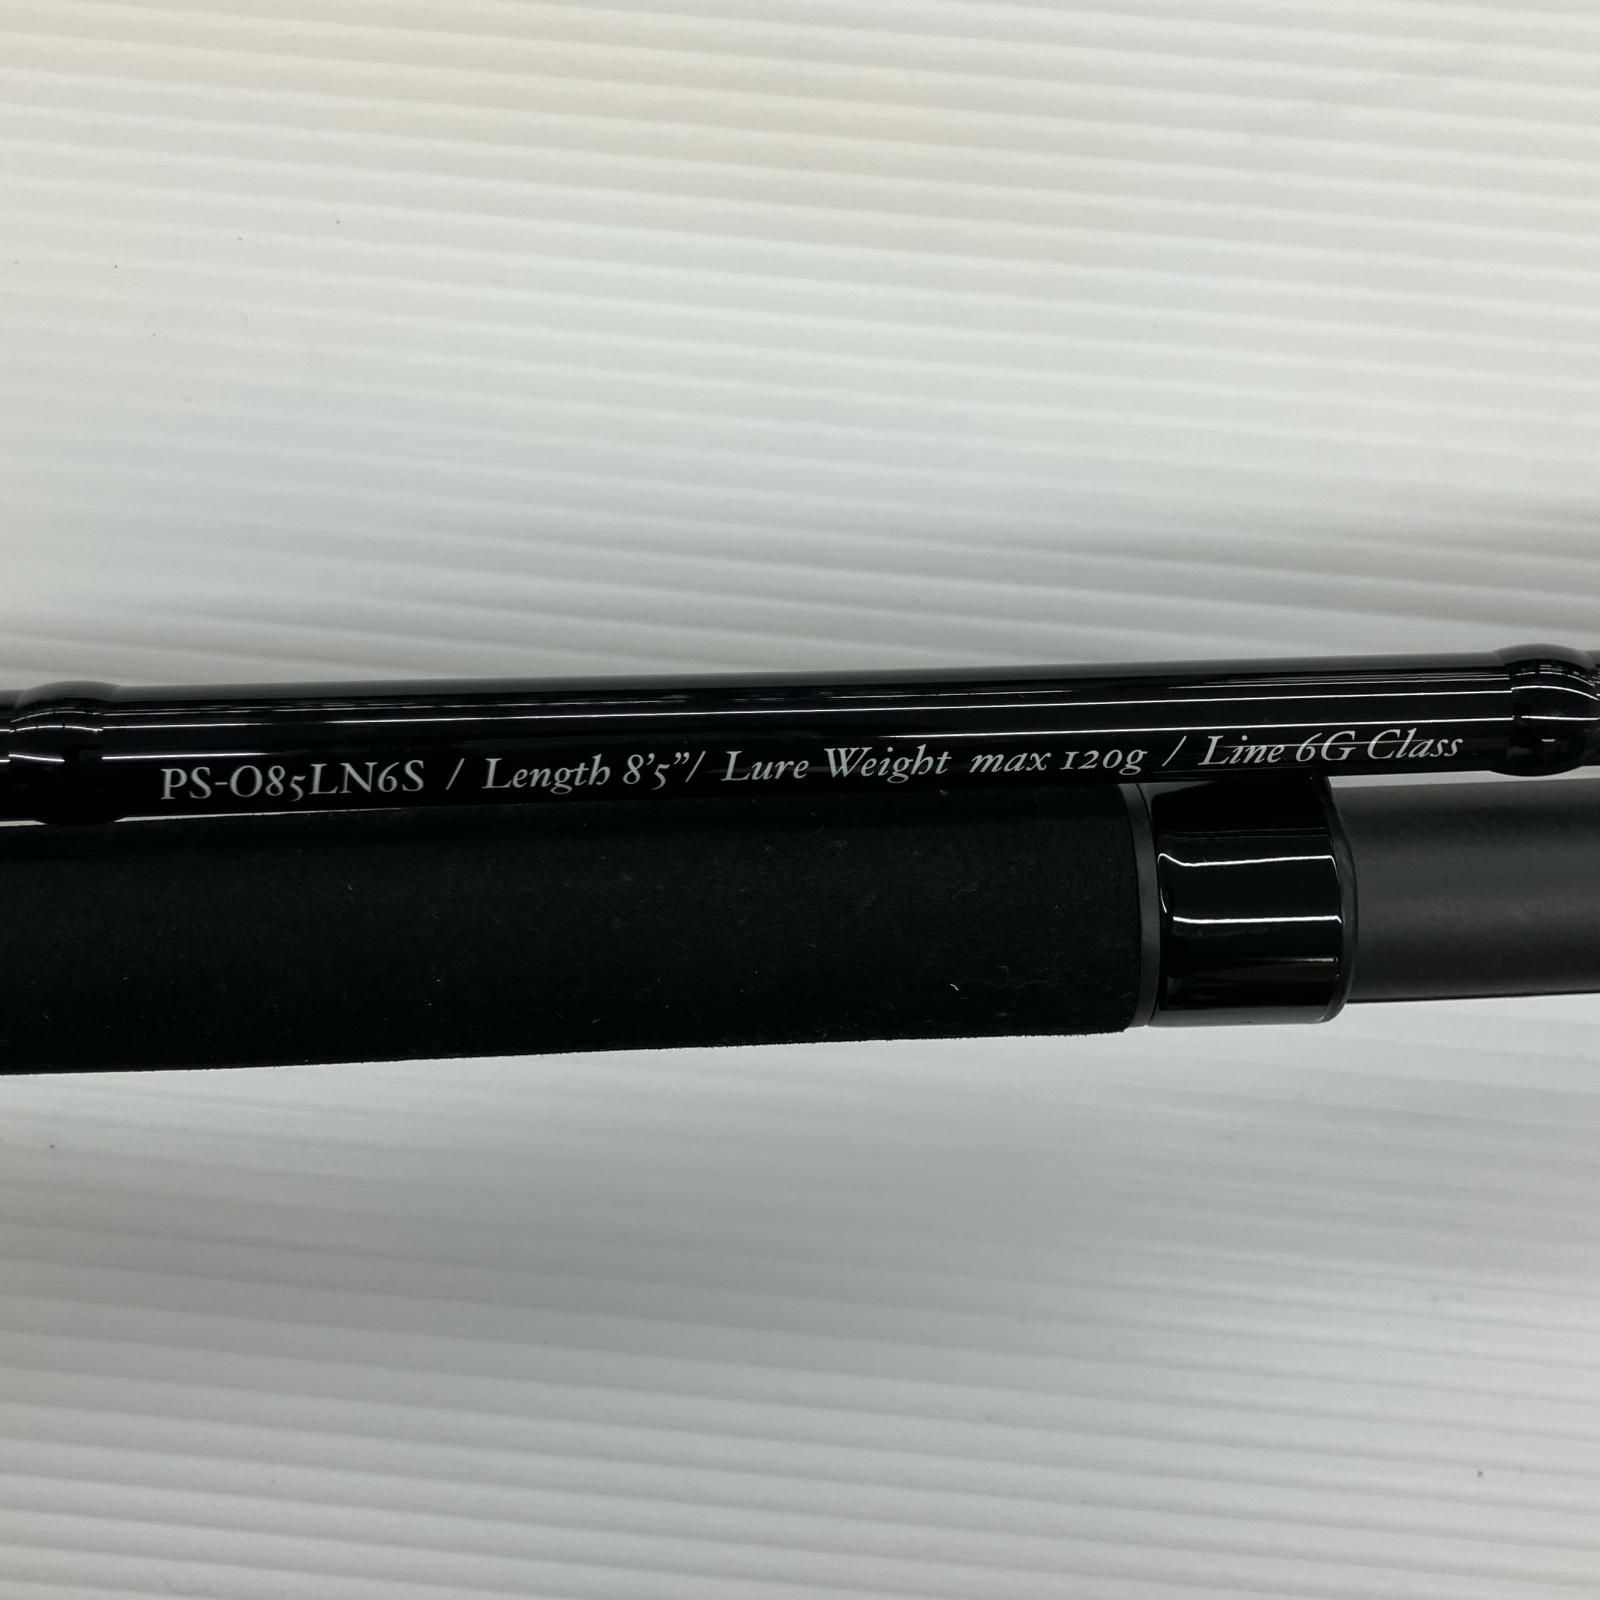 PS-O85LN6S / Length 8'5"/ Lure Weight max 120g / Line 6G Class